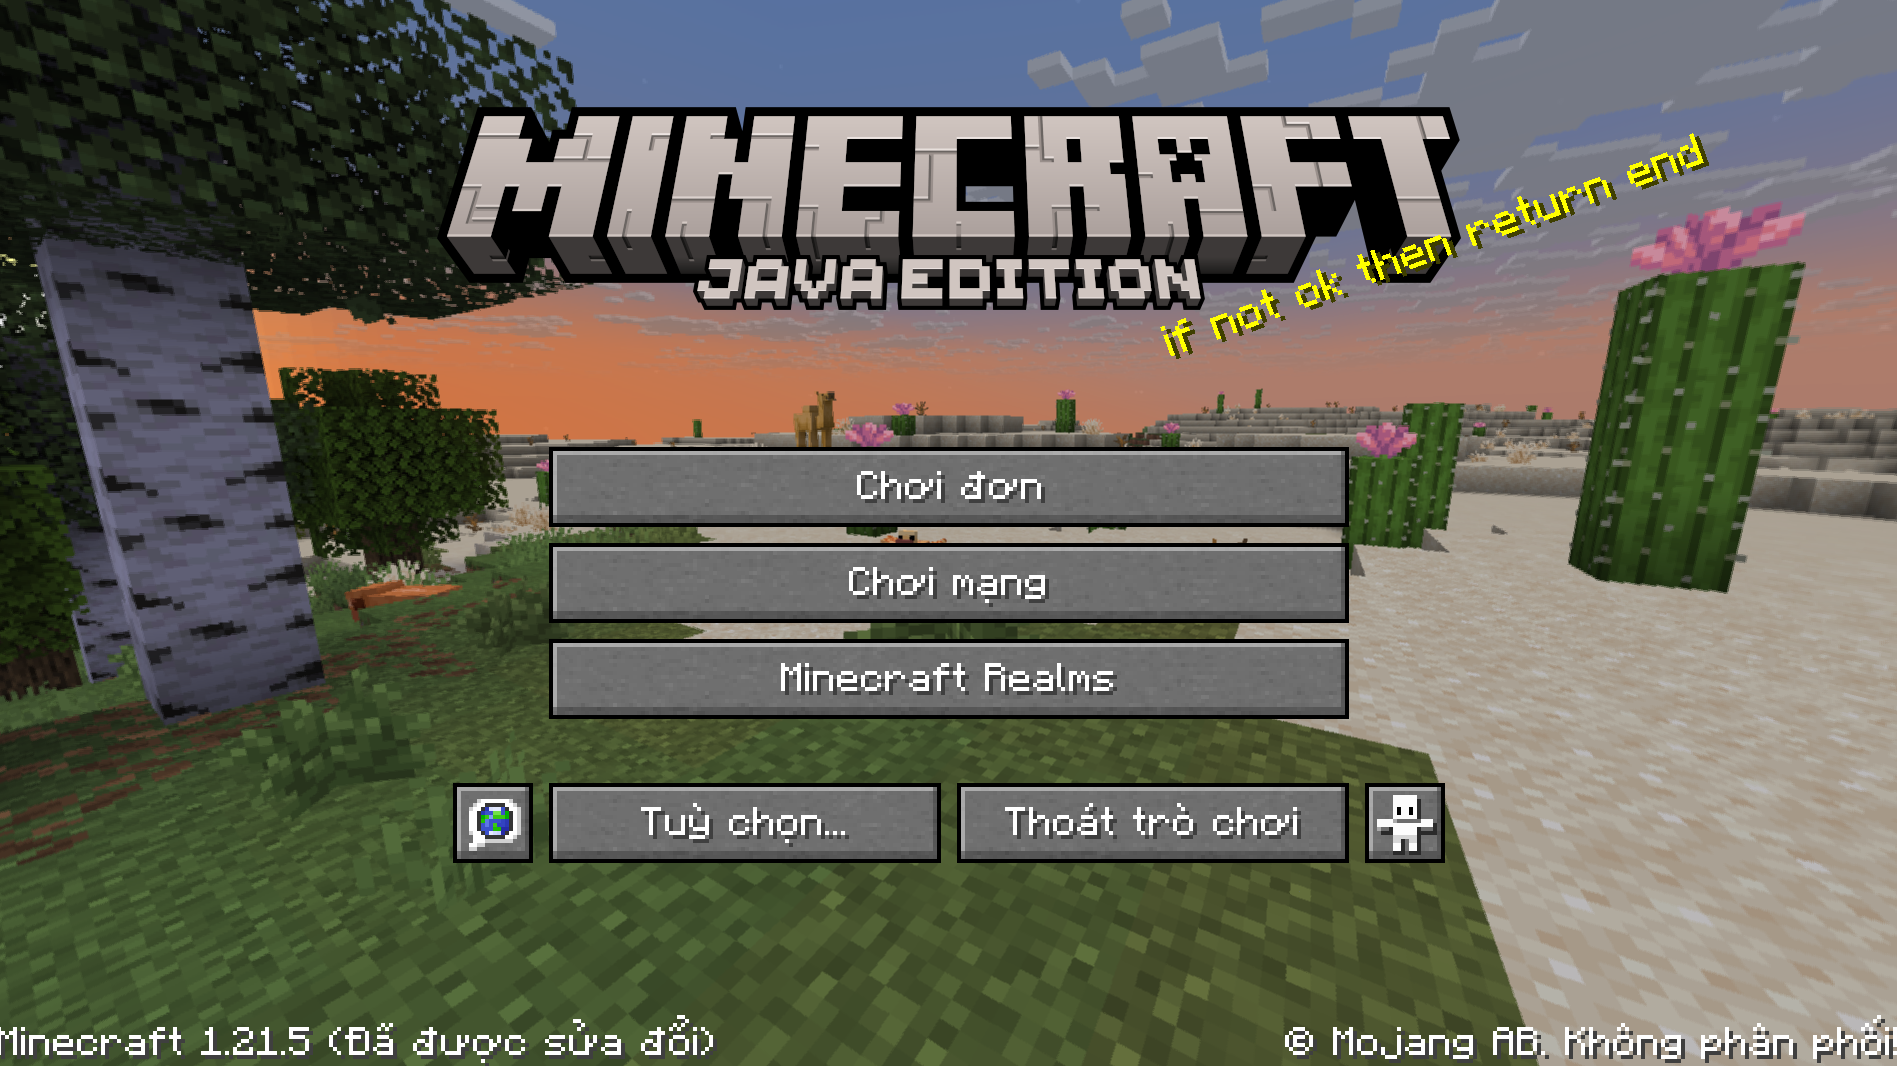 MINECRAFT
JAVA EDITION
if not ok then return end
Chơi đơn
Chơi mạng
Minecraft Realms
Tuỳ chọn...
Thoát trò chơi
Minecraft 1.21.5 (Đã được sửa đổi)
© Mojang AB. Không phân phối!